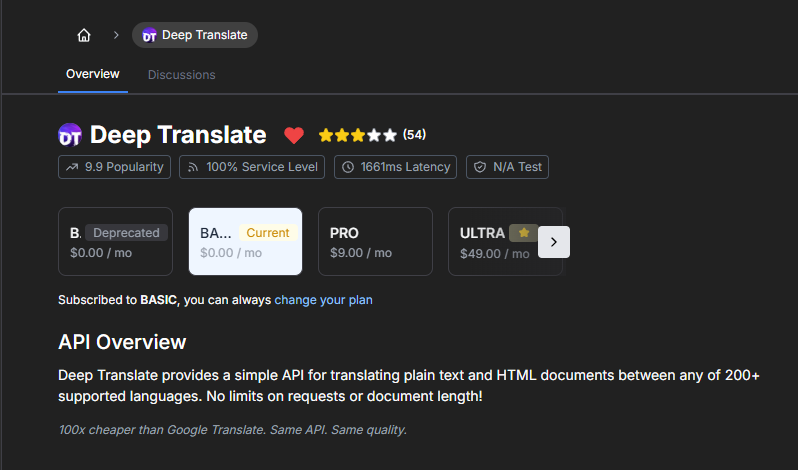 DT Deep Translate
Overview Discussions
DT Deep Translate (54)
9.9 Popularity 100% Service Level 1661ms Latency N/A Test
B. Deprecated BA... Current PRO ULTRA
$0.00 / mo $0.00 / mo $9.00 / mo $49.00 / mo
Subscribed to BASIC, you can always change your plan
API Overview
Deep Translate provides a simple API for translating plain text and HTML documents between any of 200+
supported languages. No limits on requests or document length!
100x cheaper than Google Translate. Same API. Same quality.